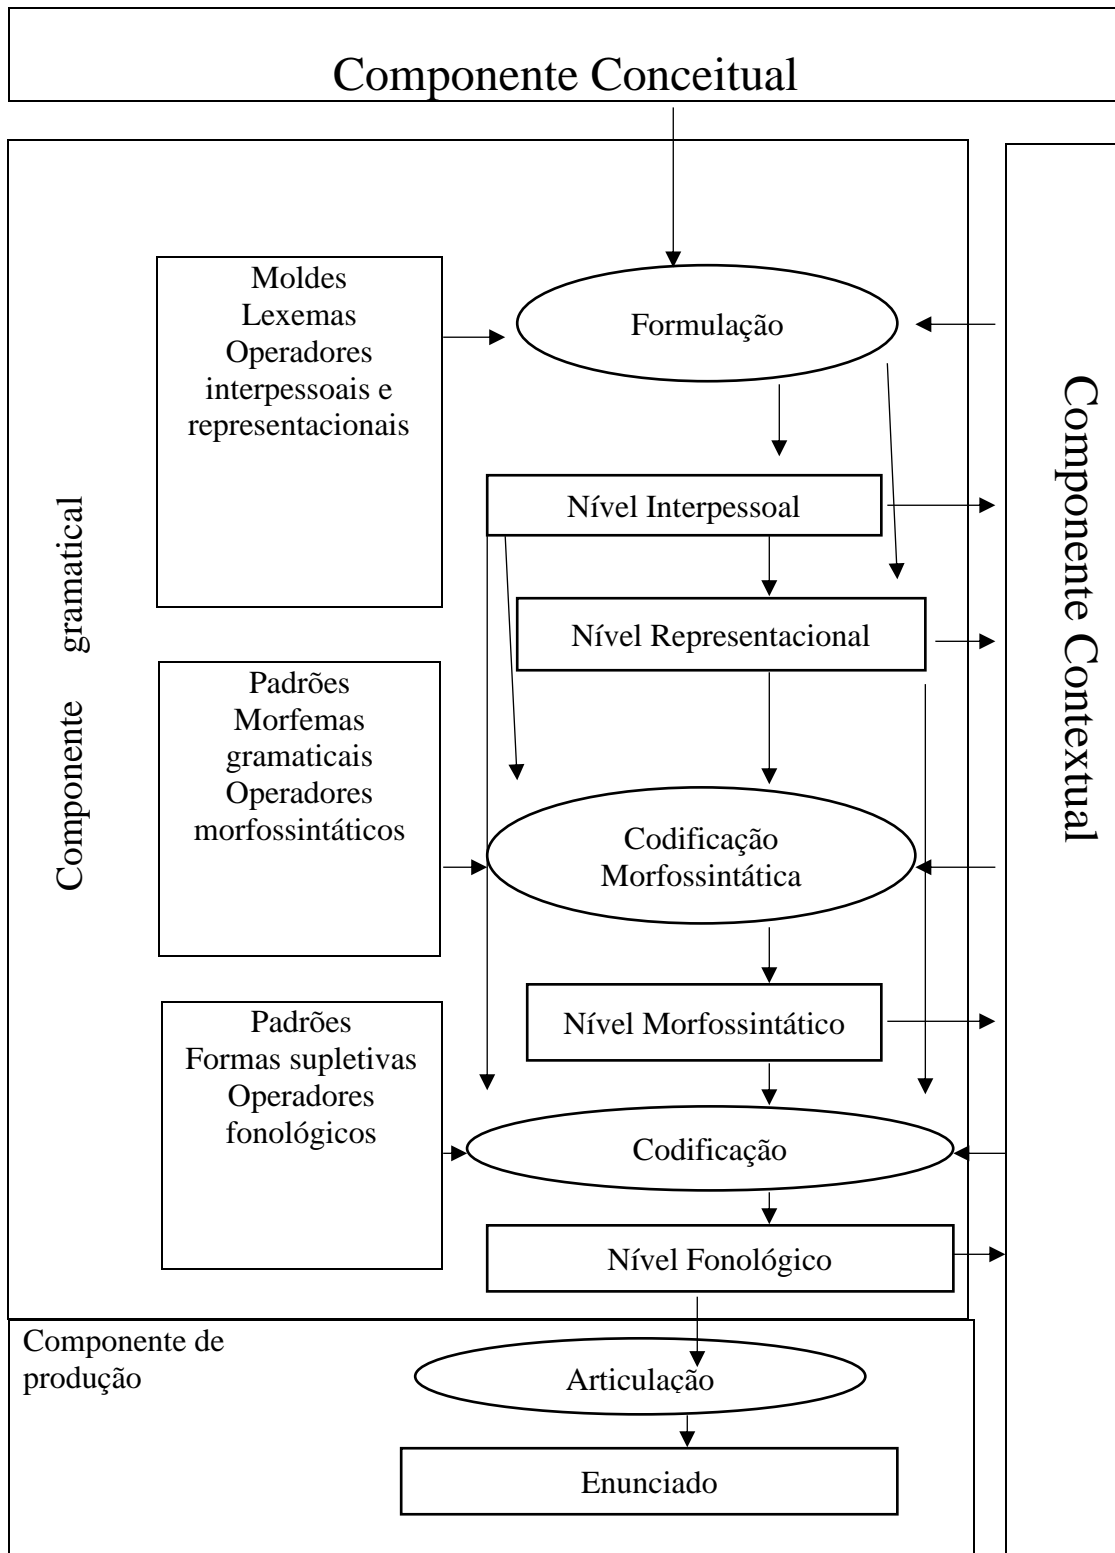 Componente Conceitual
Moldes
Lexemas
Operadores
interpessoais e
representacionais
Formulação
Nível Interpessoal
Nível Representacional
Componente gramatical
Componente Contextual
Padrões
Morfemas
gramaticais
Operadores
morfossintáticos
Codificação
Morfossintática
Nível Morfossintático
Padrões
Formas supletivas
Operadores
fonológicos
Codificação
Nível Fonológico
Componente de
produção
Articulação
Enunciado